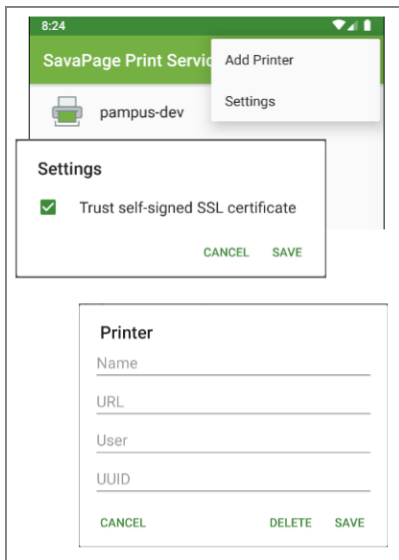 8:24
SavaPage Print Servic
Add Printer
Settings
pampus-dev
Settings
Trust self-signed SSL certificate
CANCEL SAVE
Printer
Name
URL
User
UUID
CANCEL DELETE SAVE